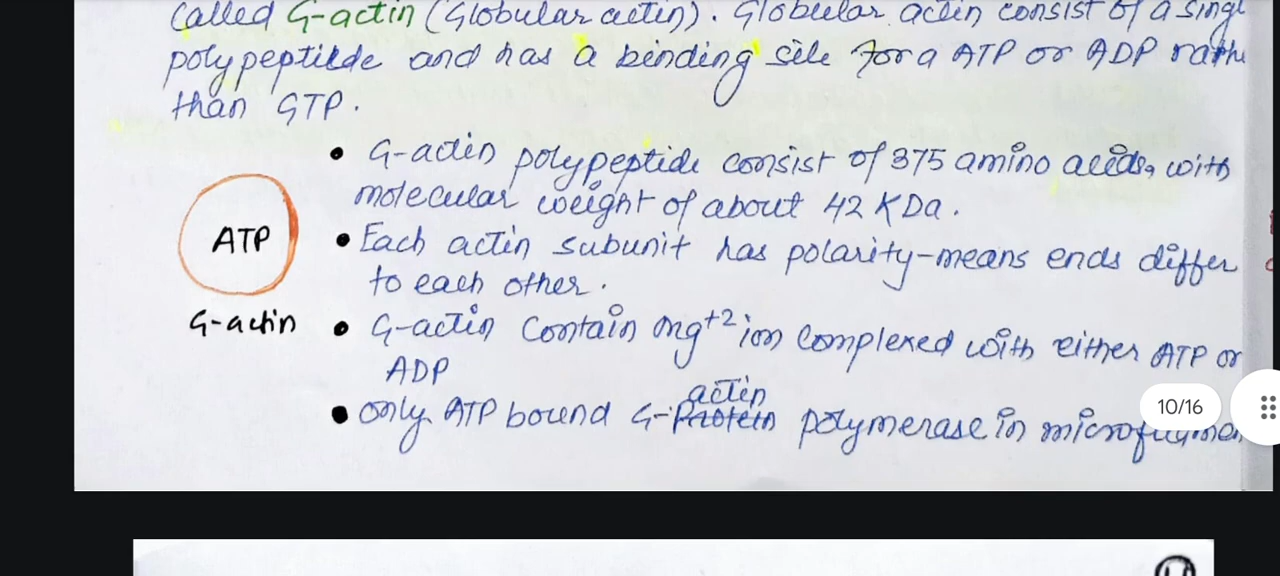 called G-actin (Globular actin). Globular actin consist of a singl
polypeptide and has a binding site for a ATP or ADP rathe
than GTP.
• G-actin polypeptide consist of 375 amino acids, with
molecular weight of about 42 KDa.
• Each actin subunit has polarity-means ends differ
to each other.
ATP
G-actin
• G-actin contain mg+2 ion complexed with either ATP or
ADP
actin
• only ATP bound G-protein polymerase in microfilamen
10/16